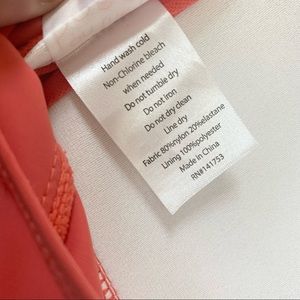 Hand wash cold
Non-Chlorine bleach
when needed
Do not tumble dry
Do not iron
Do not dry clean
Line dry
Fabric 80%nylon 20%elastane
Lining 100%polyester
Made in China
RN#141753